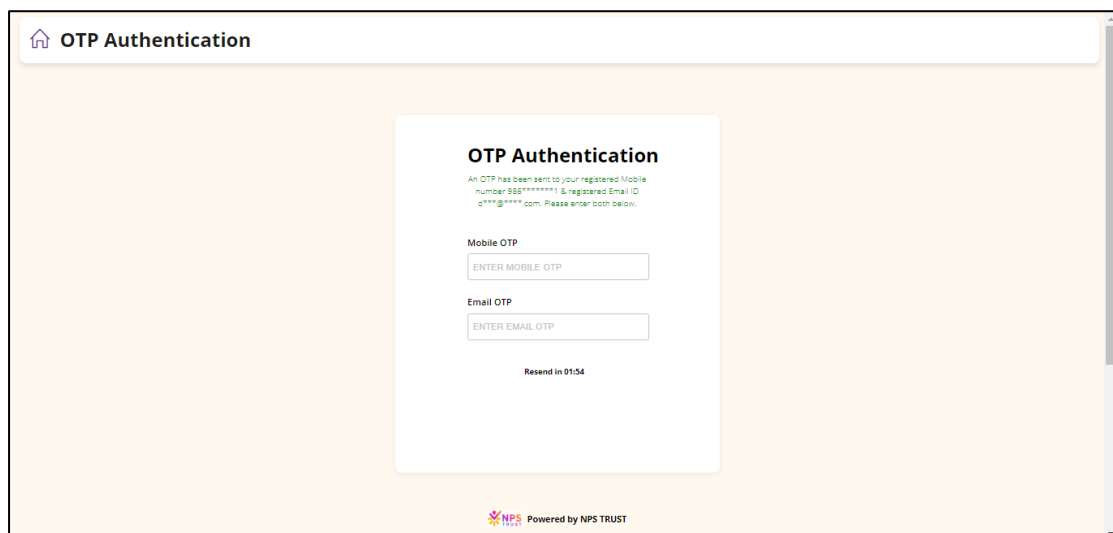 OTP Authentication
OTP Authentication
An OTP has been sent to your registered Mobile
number 986*******1 & registered Email ID
d***@****.com. Please enter both below.
Mobile OTP
ENTER MOBILE OTP
Email OTP
ENTER EMAIL OTP
Resend in 01:54
NPS TRUST Powered by NPS TRUST